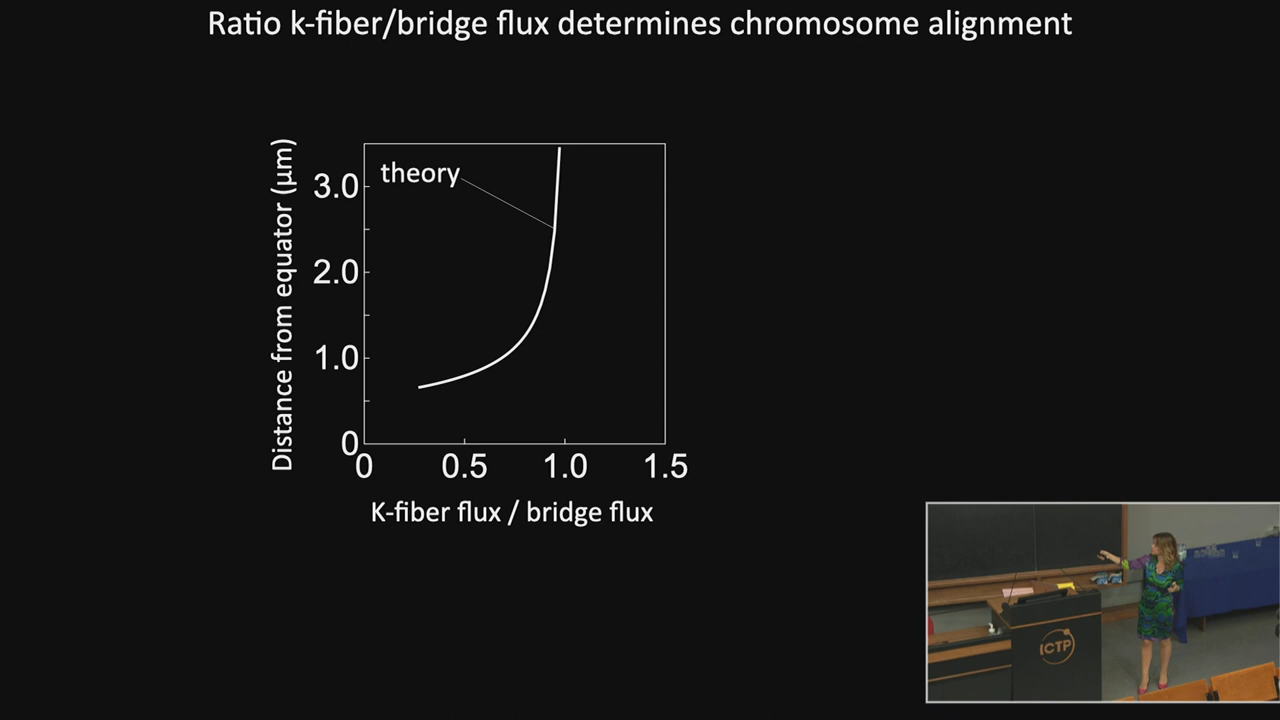 Ratio k-fiber/bridge flux determines chromosome alignment
Distance from equator (μm)
theory
3.0
2.0
1.0
0
0
0.5
1.0
1.5
K-fiber flux / bridge flux
ICTP